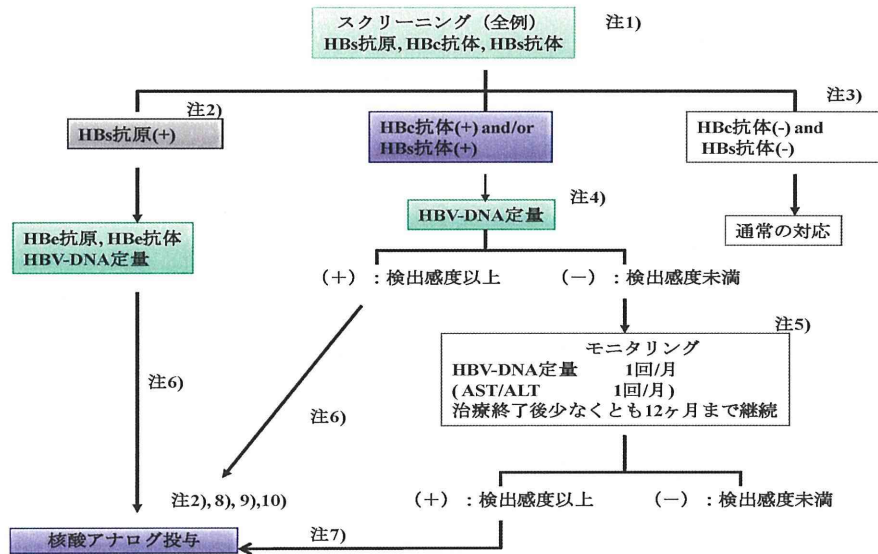 スクリーニング（全例）
HBs抗原, HBc抗体, HBs抗体
注1)
注2)
HBs抗原(+)
HBc抗体(+) and/or
HBs抗体(+)
注3)
HBc抗体(-) and
HBs抗体(-)
HBe抗原, HBe抗体
HBV-DNA定量
注4)
HBV-DNA定量
通常の対応
（+）：検出感度以上
（－）：検出感度未満
注5)
モニタリング
HBV-DNA定量 1回/月
( AST/ALT 1回/月)
治療終了後少なくとも12ヶ月まで継続
注6)
注6)
注2), 8), 9),10)
（+）：検出感度以上
（－）：検出感度未満
注7)
核酸アナログ投与